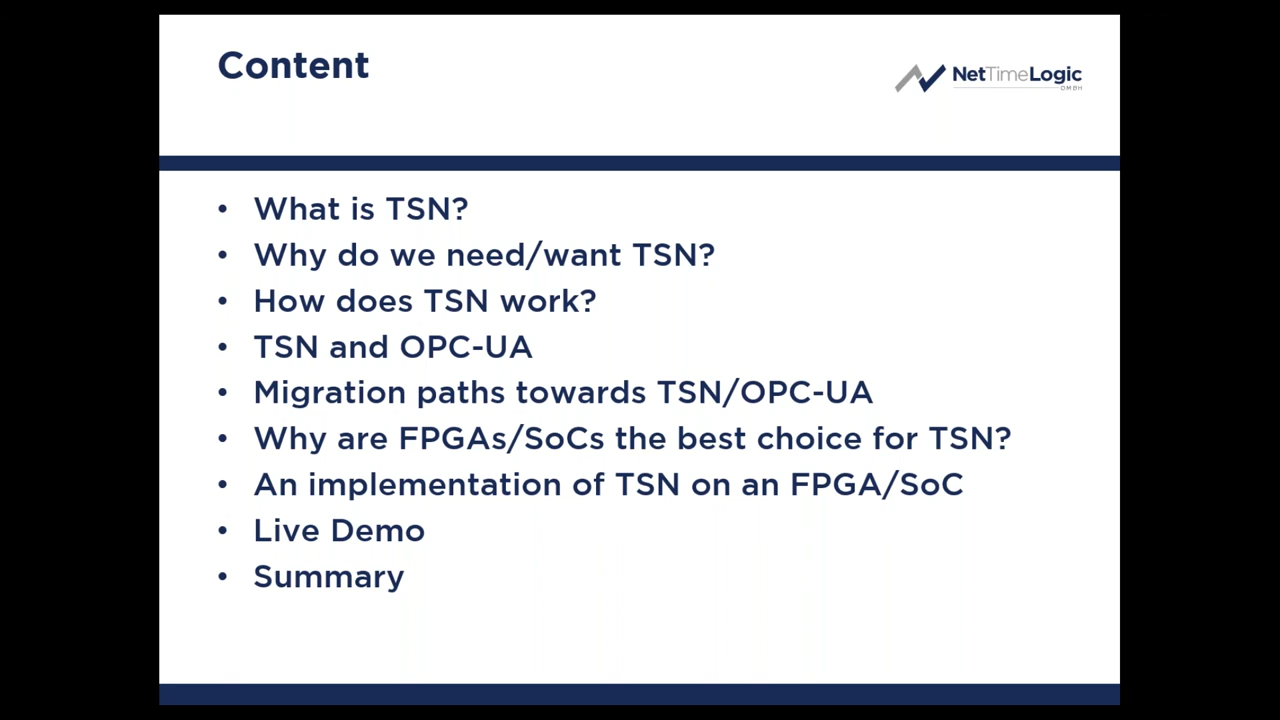 Content
NetTimeLogic
GMBH
• What is TSN?
• Why do we need/want TSN?
• How does TSN work?
• TSN and OPC-UA
• Migration paths towards TSN/OPC-UA
• Why are FPGAs/SoCs the best choice for TSN?
• An implementation of TSN on an FPGA/SoC
• Live Demo
• Summary